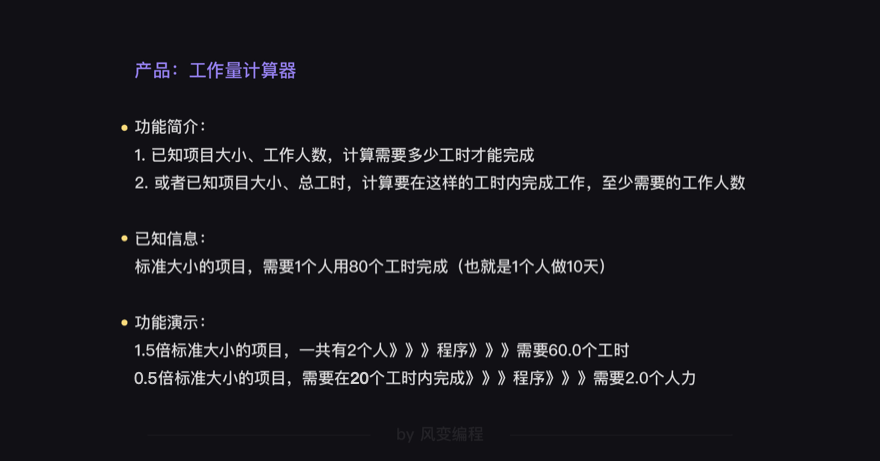 产品：工作量计算器
功能简介：
1. 已知项目大小、工作人数，计算需要多少工时才能完成
2. 或者已知项目大小、总工时，计算要在这样的工时内完成工作，至少需要的工作人数
已知信息：
标准大小的项目，需要1个人用80个工时完成（也就是1个人做10天）
功能演示：
1.5倍标准大小的项目，一共有2个人》》》程序》》》需要60.0个工时
0.5倍标准大小的项目，需要在20个工时内完成》》》程序》》》需要2.0个人力
by 风变编程